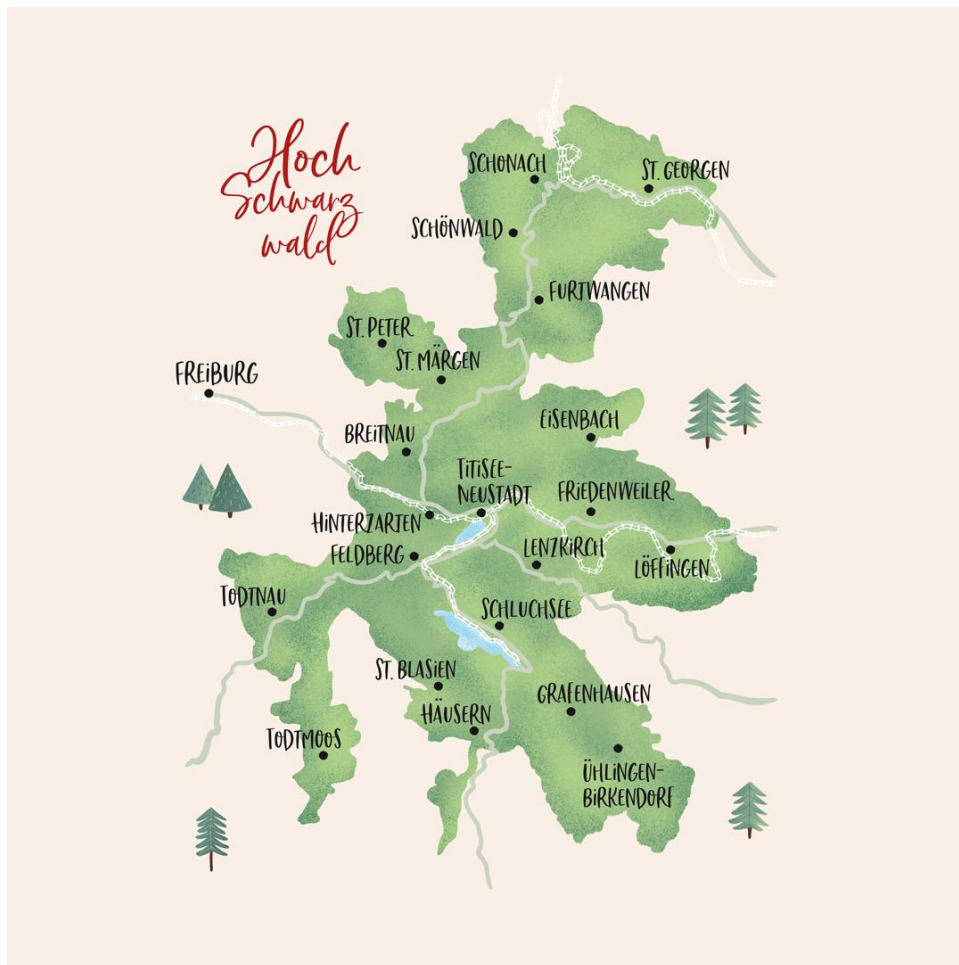 Hoch
Schwarz
wald
SCHONACH
ST. GEORGEN
SCHÖNWALD
FURTWANGEN
ST. PETER
ST. MÄRGEN
FREiBURG
EiSENBACH
BREiTNAU
TiTiSEE-
NEUSTADT
FRiEDENWEiLER
HiNTERZARTEN
FELDBERG
LENZKiRCH
LÖFFiNGEN
TODTNAU
SCHLUCHSEE
ST. BLASiEN
GRAFENHAUSEN
HÄUSERN
TODTMOOS
ÜHLiNGEN-
BiRKENDORF